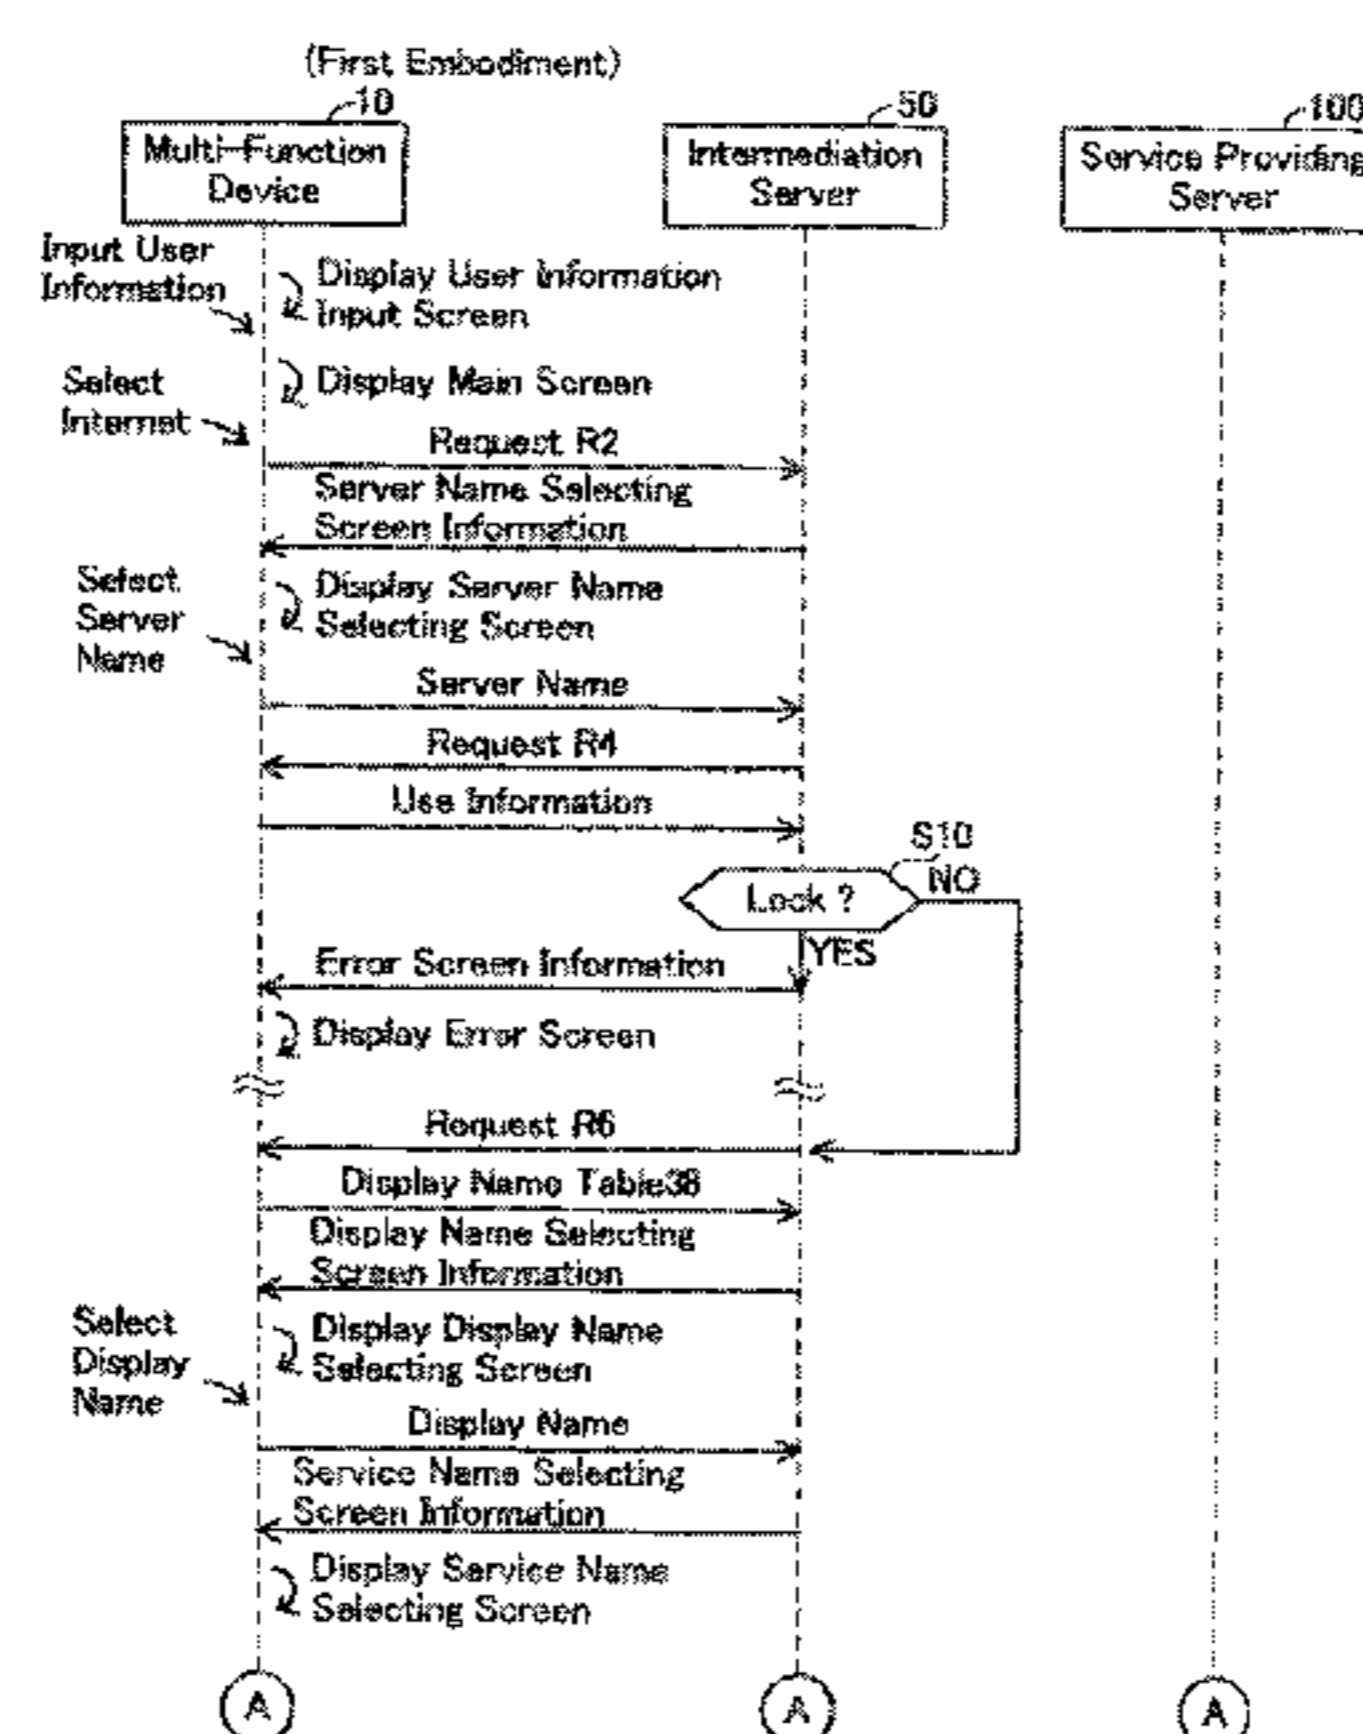 (First Embodiment)
10
50
100
Multi-Function
Device
Intermediation
Server
Service Providing
Server
Input User
Information
Display User Information
Input Screen
Select
Internet
Display Main Screen
Request R2
Server Name Selecting
Screen Information
Select
Server
Name
Display Server Name
Selecting Screen
Server Name
Request R4
Use Information
S10
Lock ?
NO
YES
Error Screen Information
Display Error Screen
Request R6
Display Name Table38
Display Name Selecting
Screen Information
Select
Display
Name
Display Display Name
Selecting Screen
Display Name
Service Name Selecting
Screen Information
Display Service Name
Selecting Screen
A
A
A